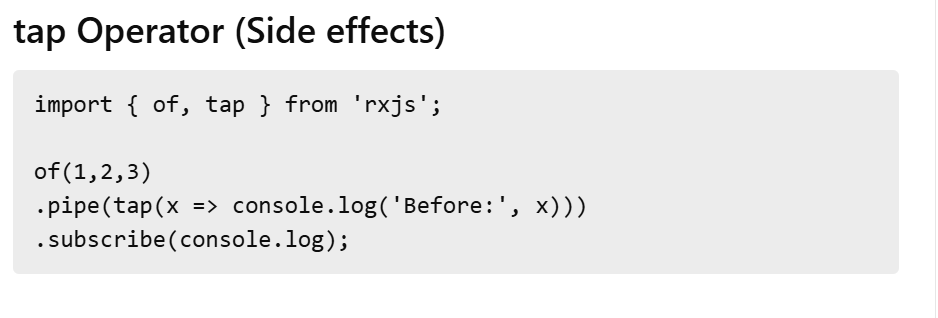 tap Operator (Side effects)
import { of, tap } from 'rxjs';
of(1,2,3)
.pipe(tap(x => console.log('Before:', x)))
.subscribe(console.log);